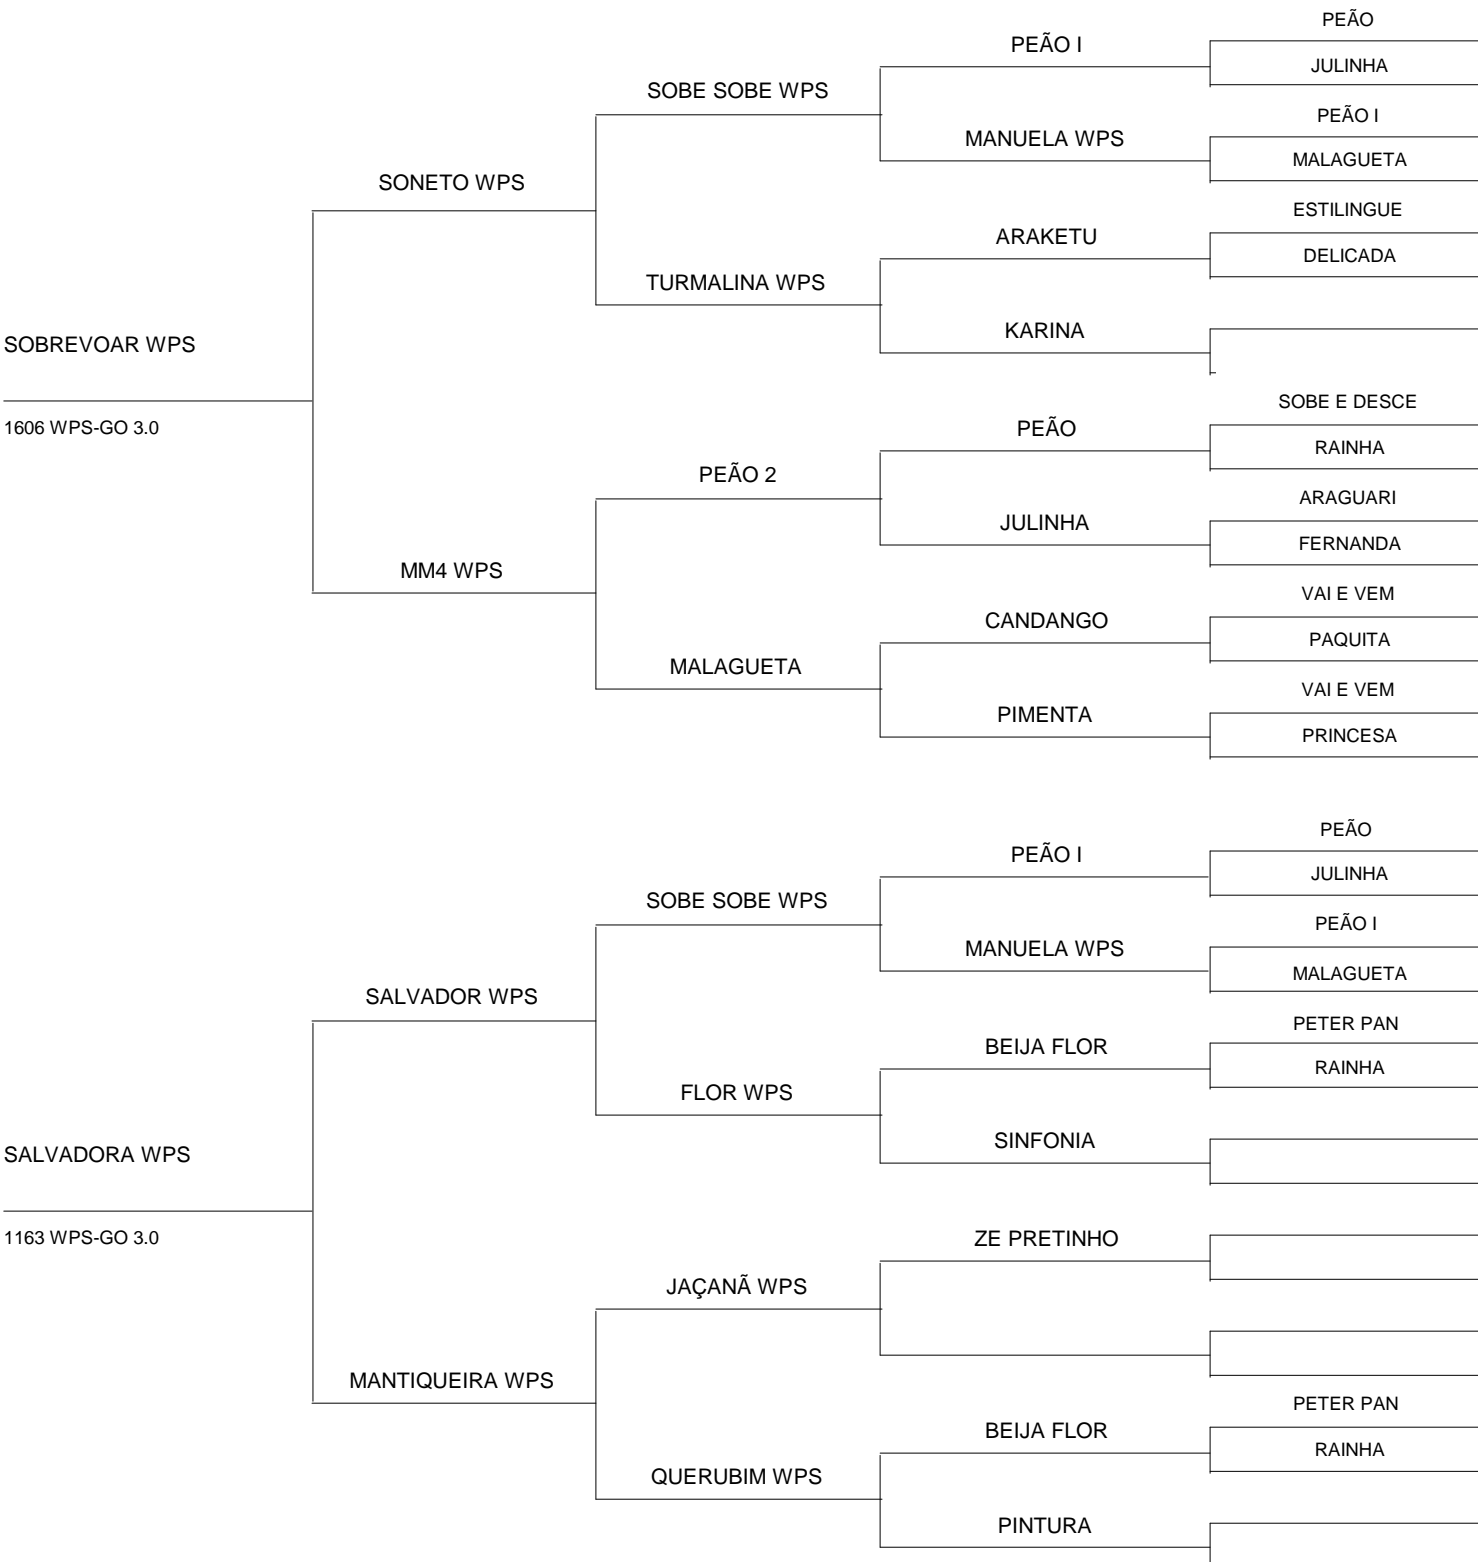 PEÃO
PEÃO I
JULINHA
SOBE SOBE WPS
PEÃO I
MANUELA WPS
MALAGUETA
SONETO WPS
ESTILINGUE
ARAKETU
DELICADA
TURMALINA WPS
KARINA
SOBREVOAR WPS
SOBE E DESCE
1606 WPS-GO 3.0
PEÃO
RAINHA
PEÃO 2
ARAGUARI
JULINHA
FERNANDA
MM4 WPS
VAI E VEM
CANDANGO
PAQUITA
MALAGUETA
VAI E VEM
PIMENTA
PRINCESA
PEÃO
PEÃO I
JULINHA
SOBE SOBE WPS
PEÃO I
MANUELA WPS
MALAGUETA
SALVADOR WPS
PETER PAN
BEIJA FLOR
RAINHA
FLOR WPS
SINFONIA
SALVADORA WPS
1163 WPS-GO 3.0
ZE PRETINHO
JAÇANÃ WPS
MANTIQUEIRA WPS
PETER PAN
BEIJA FLOR
RAINHA
QUERUBIM WPS
PINTURA